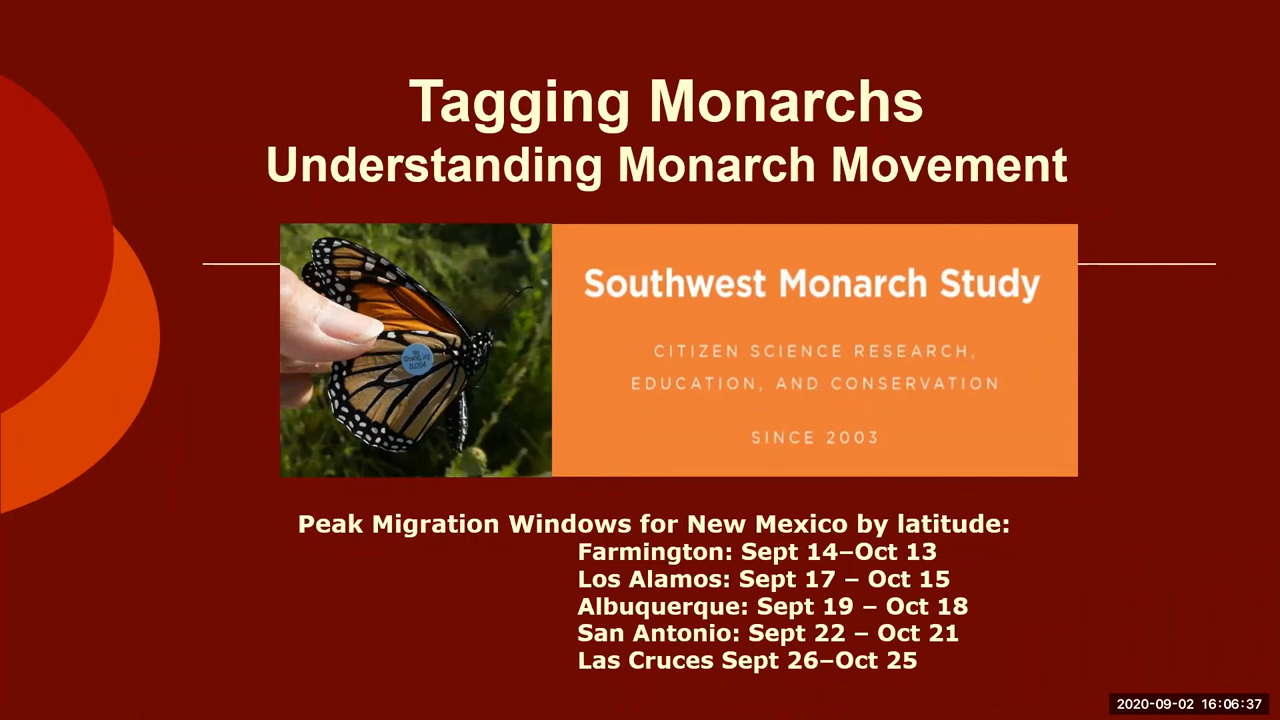 Tagging Monarchs
Understanding Monarch Movement
Southwest Monarch Study
CITIZEN SCIENCE RESEARCH,
EDUCATION, AND CONSERVATION
SINCE 2003
Peak Migration Windows for New Mexico by latitude:
Farmington: Sept 14–Oct 13
Los Alamos: Sept 17 – Oct 15
Albuquerque: Sept 19 – Oct 18
San Antonio: Sept 22 – Oct 21
Las Cruces Sept 26–Oct 25
2020-09-02 16:06:37